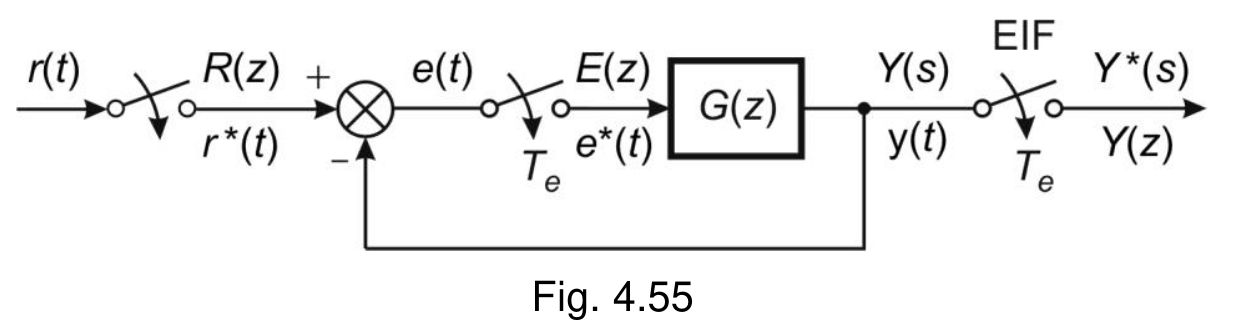 EIF
r(t) R(z) + e(t) E(z) G(z) Y(s) Y*(s)
r*(t) − T_e e*(t) y(t) T_e Y(z)
Fig. 4.55